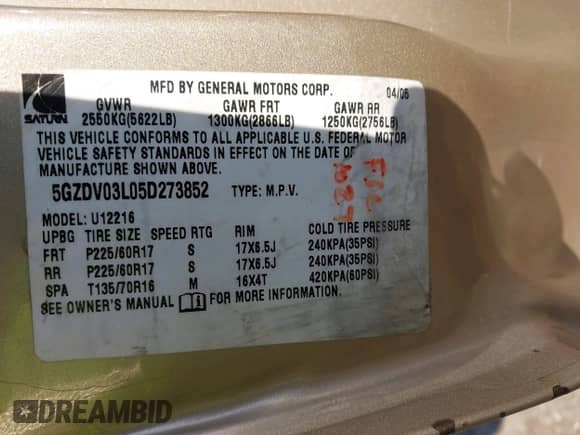 MFD BY GENERAL MOTORS CORP. 04/05
SATURN
GVWR GAWR FRT GAWR RR
2550KG(5622LB) 1300KG(2866LB) 1250KG(2756LB)
THIS VEHICLE CONFORMS TO ALL APPLICABLE U.S. FEDERAL MOTOR
VEHICLE SAFETY STANDARDS IN EFFECT ON THE DATE OF
MANUFACTURE SHOWN ABOVE.
5GZDV03L05D273852 TYPE: M.P.V.
MODEL: U12216
UPBG TIRE SIZE SPEED RTG RIM COLD TIRE PRESSURE
FRT P225/60R17 S 17X6.5J 240KPA(35PSI)
RR P225/60R17 S 17X6.5J 240KPA(35PSI)
SPA T135/70R16 M 16X4T 420KPA(60PSI)
SEE OWNER'S MANUAL FOR MORE INFORMATION.
DREAMBID